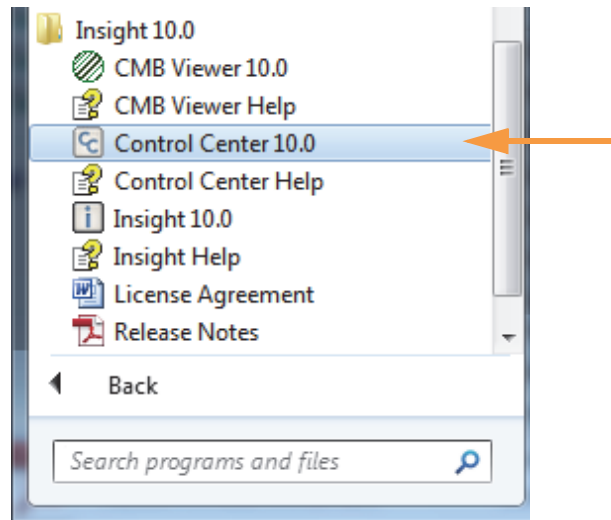 Insight 10.0
CMB Viewer 10.0
CMB Viewer Help
Control Center 10.0
Control Center Help
Insight 10.0
Insight Help
License Agreement
Release Notes
Back
Search programs and files